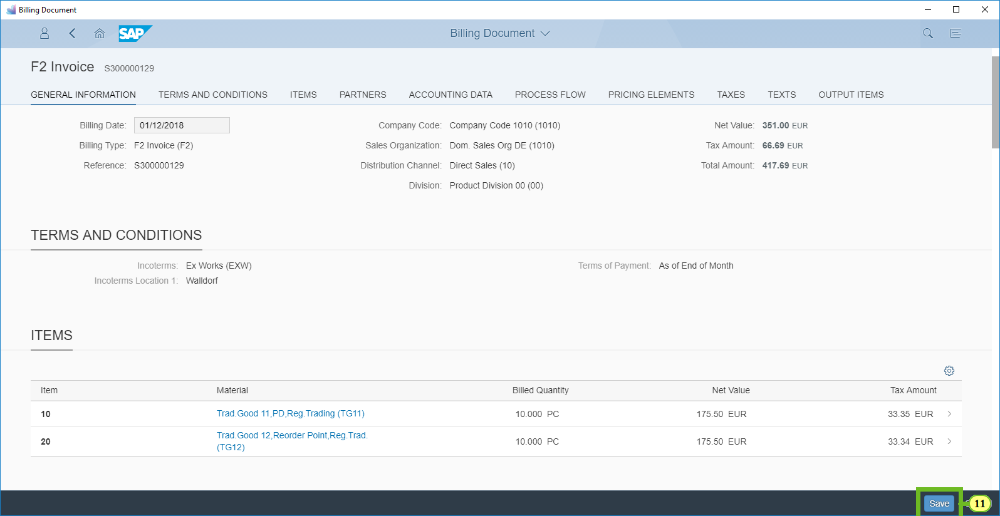 Billing Document
SAP
Billing Document
F2 Invoice S300000129
GENERAL INFORMATION TERMS AND CONDITIONS ITEMS PARTNERS ACCOUNTING DATA PROCESS FLOW PRICING ELEMENTS TAXES TEXTS OUTPUT ITEMS
Billing Date: 01/12/2018 Company Code: Company Code 1010 (1010) Net Value: 351.00 EUR
Billing Type: F2 Invoice (F2) Sales Organization: Dom. Sales Org DE (1010) Tax Amount: 66.69 EUR
Reference: S300000129 Distribution Channel: Direct Sales (10) Total Amount: 417.69 EUR
Division: Product Division 00 (00)
TERMS AND CONDITIONS
Incoterms: Ex Works (EXW) Terms of Payment: As of End of Month
Incoterms Location 1: Walldorf
ITEMS
Item Material Billed Quantity Net Value Tax Amount
10 Trad.Good 11,PD,Reg.Trading (TG11) 10.000 PC 175.50 EUR 33.35 EUR
20 Trad.Good 12,Reorder Point,Reg.Trad. (TG12) 10.000 PC 175.50 EUR 33.34 EUR
Save 11